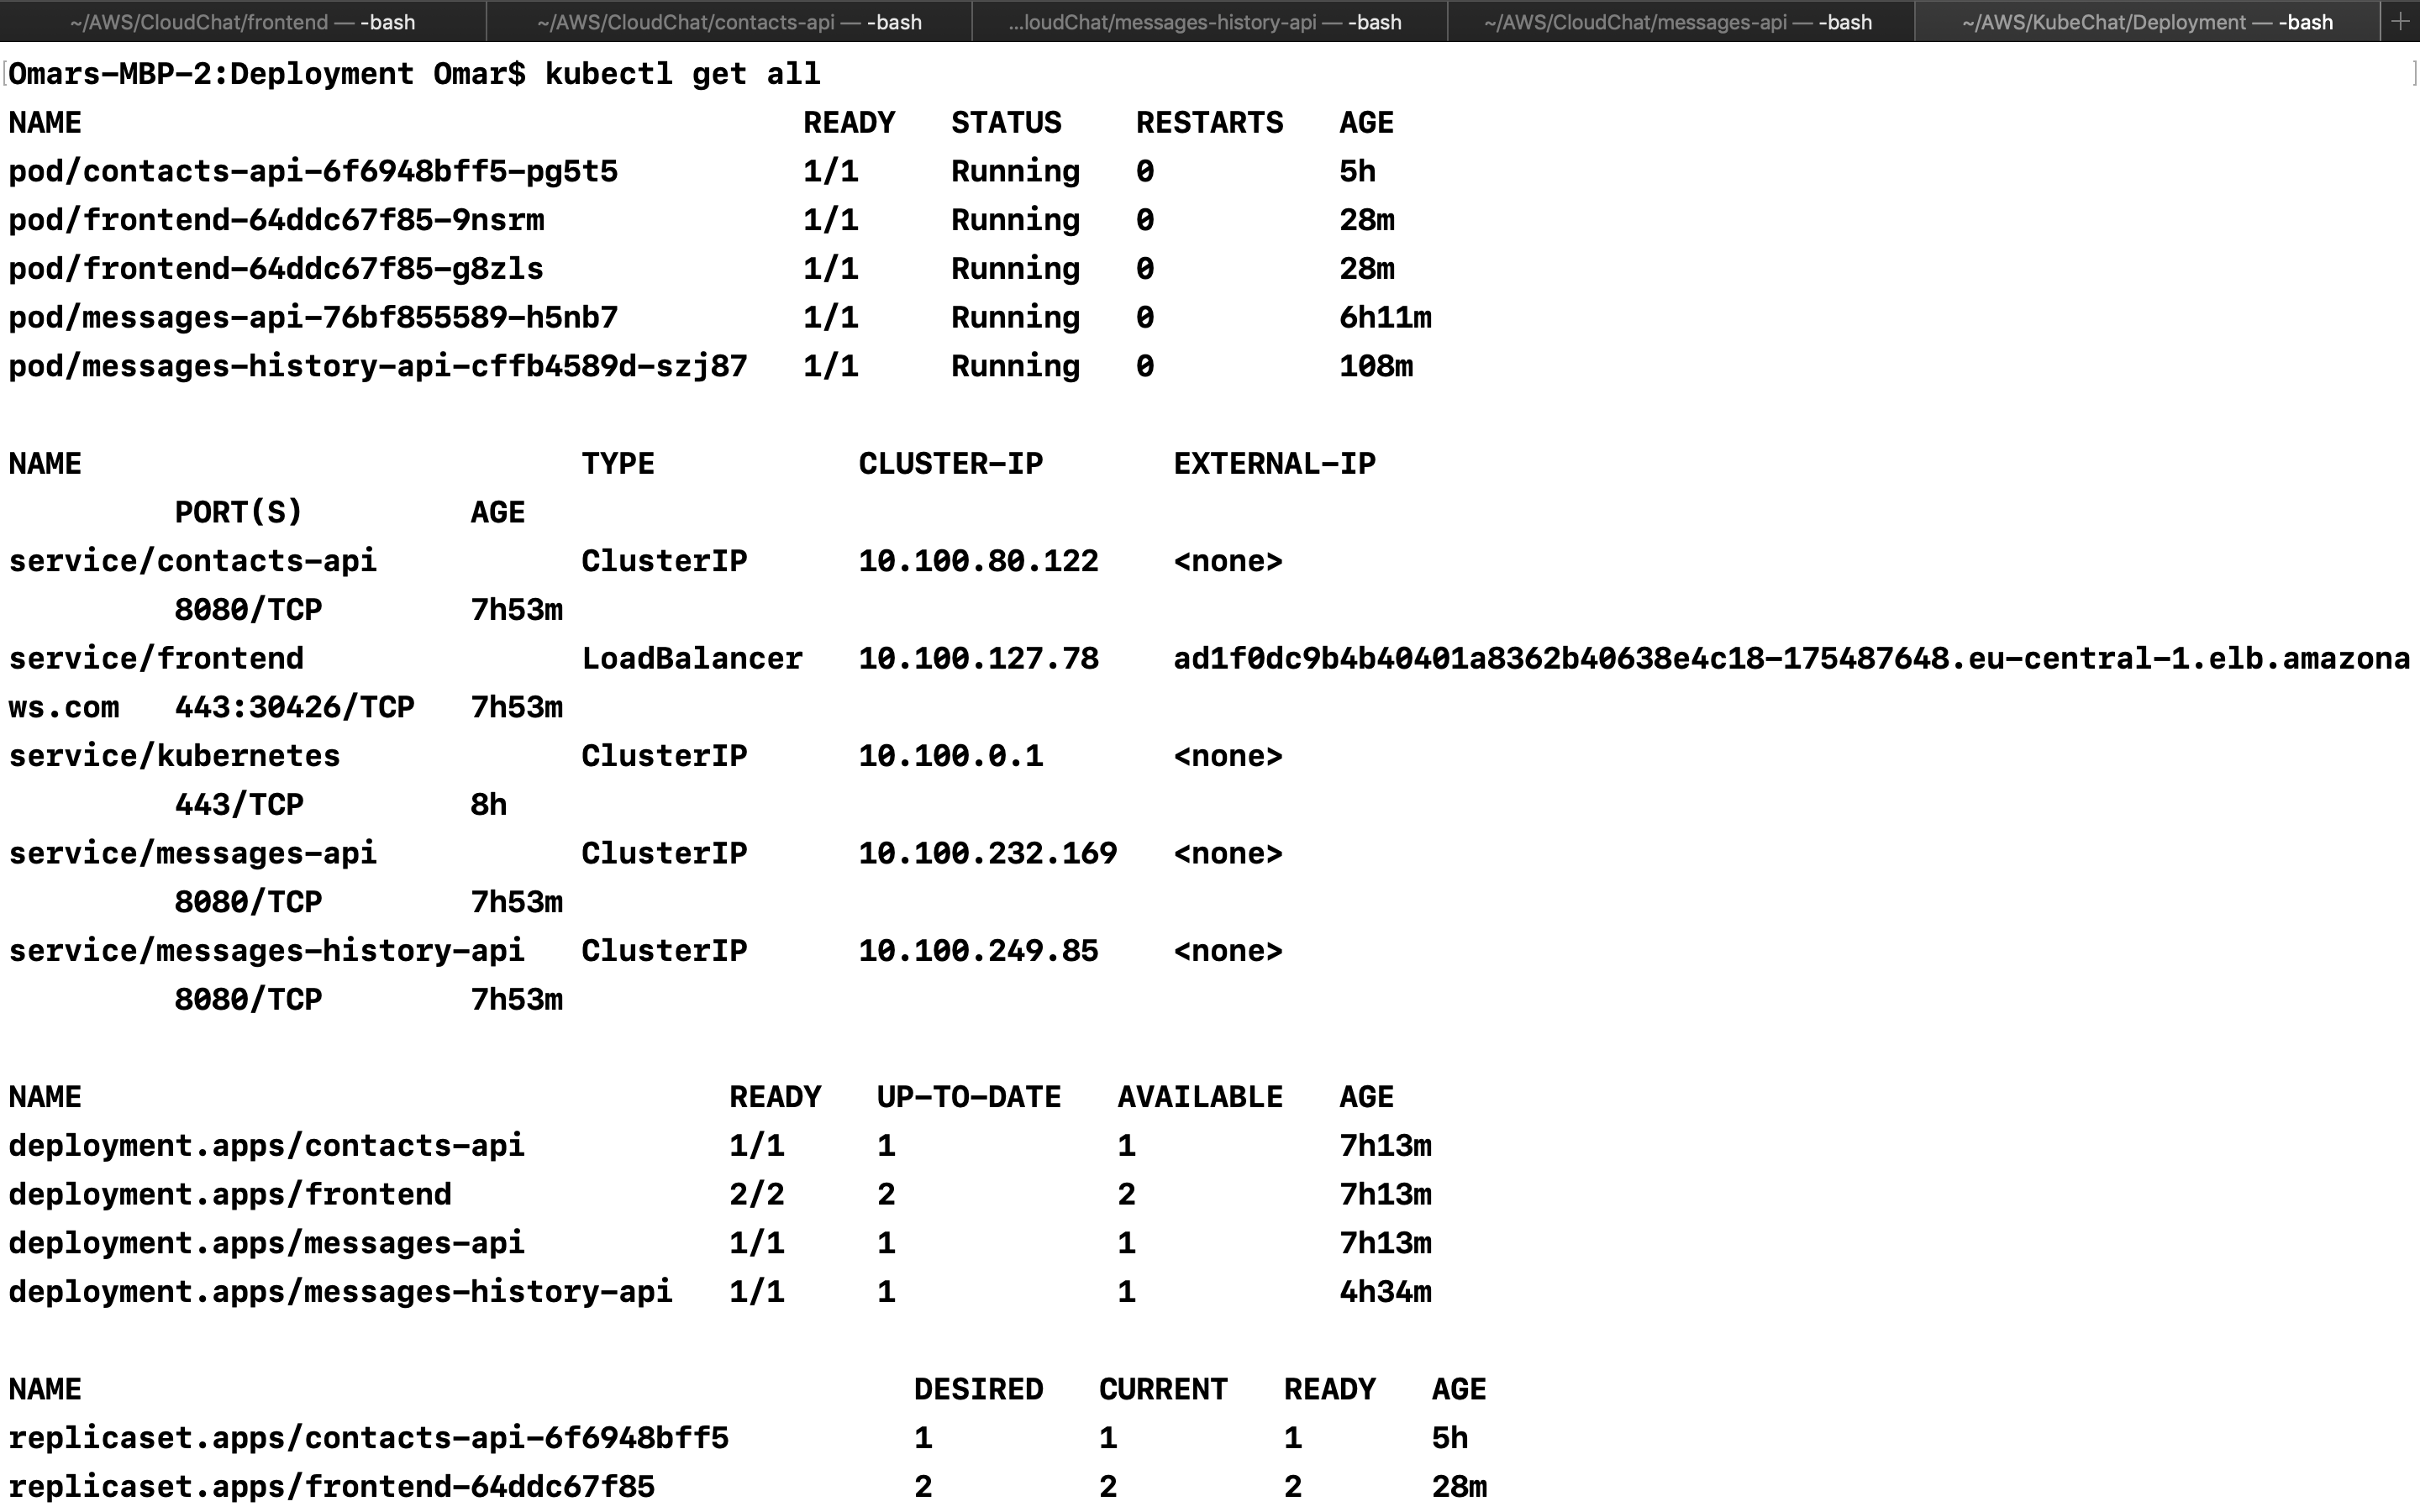 ~/AWS/CloudChat/frontend — -bash ~/AWS/CloudChat/contacts-api — -bash ...loudChat/messages-history-api — -bash ~/AWS/CloudChat/messages-api — -bash ~/AWS/KubeChat/Deployment — -bash +
[Omars-MBP-2:Deployment Omar$ kubectl get all ]
NAME READY STATUS RESTARTS AGE
pod/contacts-api-6f6948bff5-pg5t5 1/1 Running 0 5h
pod/frontend-64ddc67f85-9nsrm 1/1 Running 0 28m
pod/frontend-64ddc67f85-g8zls 1/1 Running 0 28m
pod/messages-api-76bf855589-h5nb7 1/1 Running 0 6h11m
pod/messages-history-api-cffb4589d-szj87 1/1 Running 0 108m
NAME TYPE CLUSTER-IP EXTERNAL-IP
PORT(S) AGE
service/contacts-api ClusterIP 10.100.80.122 <none>
8080/TCP 7h53m
service/frontend LoadBalancer 10.100.127.78 ad1f0dc9b4b40401a8362b40638e4c18-175487648.eu-central-1.elb.amazona
ws.com 443:30426/TCP 7h53m
service/kubernetes ClusterIP 10.100.0.1 <none>
443/TCP 8h
service/messages-api ClusterIP 10.100.232.169 <none>
8080/TCP 7h53m
service/messages-history-api ClusterIP 10.100.249.85 <none>
8080/TCP 7h53m
NAME READY UP-TO-DATE AVAILABLE AGE
deployment.apps/contacts-api 1/1 1 1 7h13m
deployment.apps/frontend 2/2 2 2 7h13m
deployment.apps/messages-api 1/1 1 1 7h13m
deployment.apps/messages-history-api 1/1 1 1 4h34m
NAME DESIRED CURRENT READY AGE
replicaset.apps/contacts-api-6f6948bff5 1 1 1 5h
replicaset.apps/frontend-64ddc67f85 2 2 2 28m